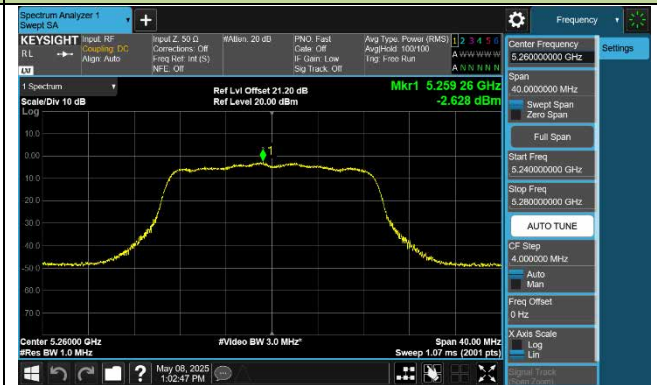 Spectrum Analyzer 1
Swept SA
+
Frequency
KEYSIGHT
RL
LXI
Input: RF
Coupling: DC
Align: Auto
Input Z: 50 Ω
Corrections: Off
Freq Ref: Int (S)
NFE: Off
#Atten: 20 dB
PNO: Fast
Gate: Off
IF Gain: Low
Sig Track: Off
Avg Type: Power (RMS)
Avg|Hold: 100/100
Trig: Free Run
1 2 3 4 5 6
A W W W W W
A N N N N N
1 Spectrum
Scale/Div 10 dB
Log
Ref Lvl Offset 21.20 dB
Ref Level 20.00 dBm
Mkr1 5.259 26 GHz
-2.628 dBm
1
10.0
0.00
-10.0
-20.0
-30.0
-40.0
-50.0
-60.0
-70.0
Center 5.26000 GHz
#Res BW 1.0 MHz
#Video BW 3.0 MHz*
Span 40.00 MHz
Sweep 1.07 ms (2001 pts)
Center Frequency
5.260000000 GHz
Settings
Span
40.0000000 MHz
Swept Span
Zero Span
Full Span
Start Freq
5.240000000 GHz
Stop Freq
5.280000000 GHz
AUTO TUNE
CF Step
4.000000 MHz
Auto
Man
Freq Offset
0 Hz
X Axis Scale
Log
Lin
Signal Track
(Span Zoom)
?
May 08, 2025
1:02:47 PM